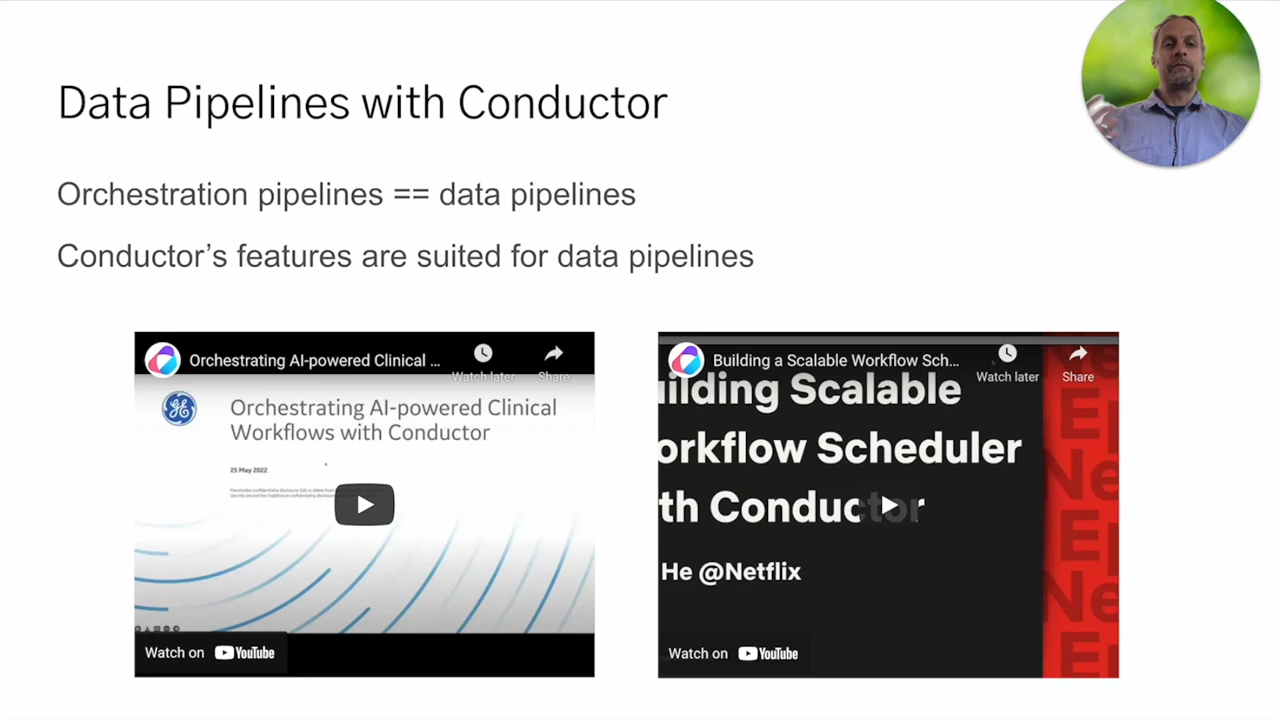 Data Pipelines with Conductor
Orchestration pipelines == data pipelines
Conductor’s features are suited for data pipelines
Orchestrating AI-powered Clinical ...
Watch later
Share
Orchestrating AI-powered Clinical
Workflows with Conductor
25 May 2022
Watch on YouTube
Building a Scalable Workflow Sch...
Watch later
Share
uilding Scalable
orkflow Scheduler
th Conductor
He @Netflix
Watch on YouTube